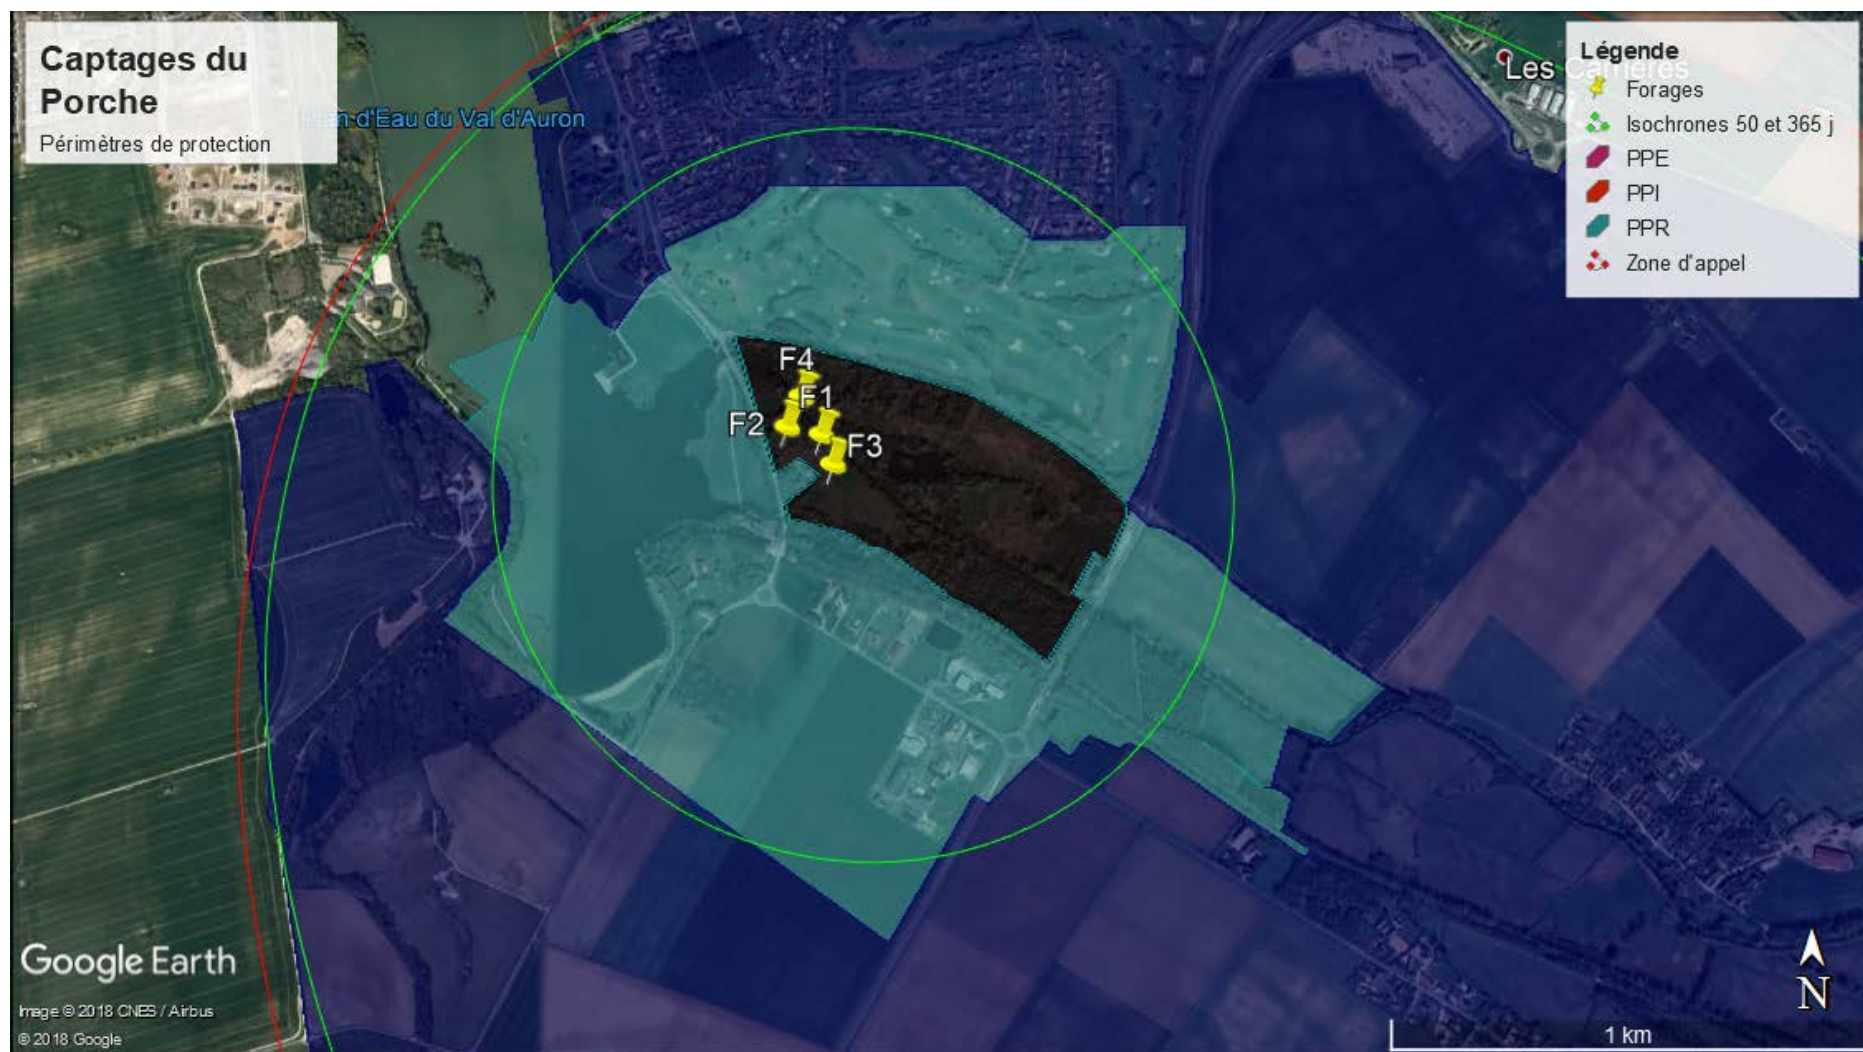 Captages du
Porche
Périmètres de protection
d'Eau du Val d'Auron
Les Carrières
Légende
Forages
Isochrones 50 et 365 j
PPE
PPI
PPR
Zone d'appel
F4
F1
F2
F3
Google Earth
Image © 2018 CNES / Airbus
© 2018 Google
N
1 km